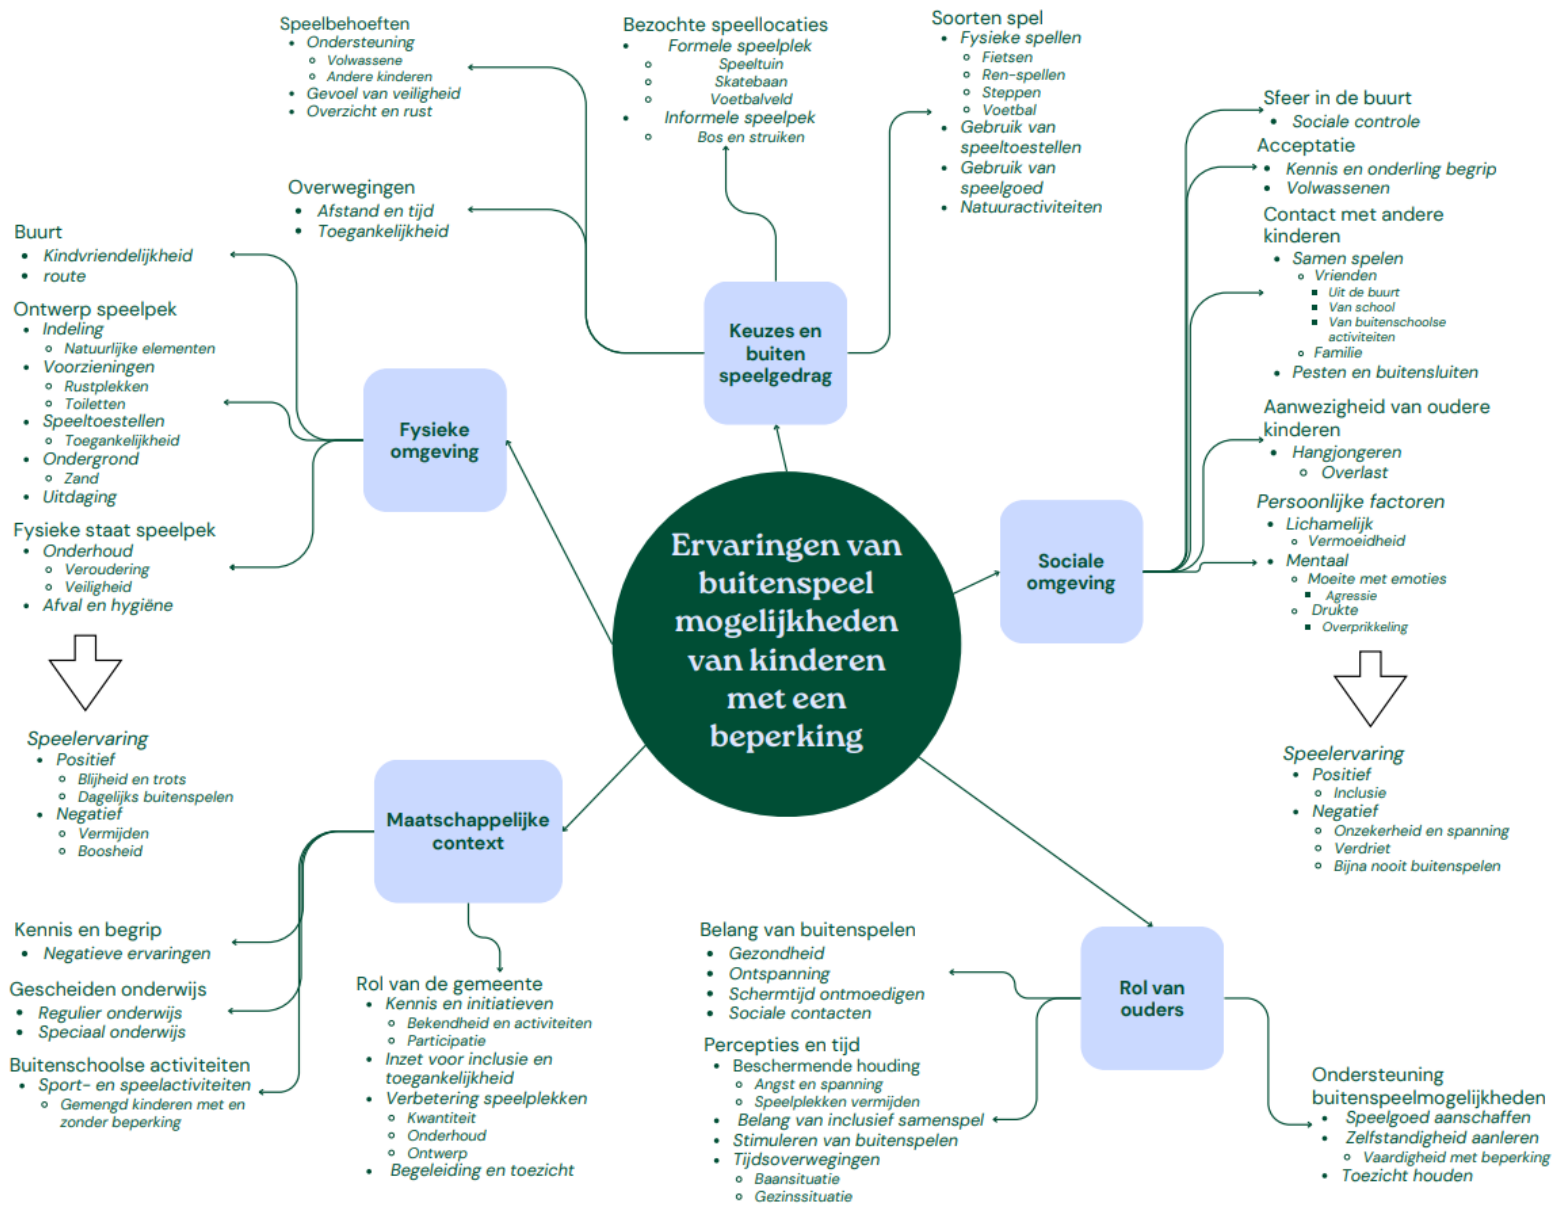 Speelbehoeften
Ondersteuning
Volwassene
Andere kinderen
Gevoel van veiligheid
Overzicht en rust
Overwegingen
Afstand en tijd
Toegankelijkheid
Bezochte speellocaties
Formele speelplek
Speeltuin
Skatebaan
Voetbalveld
Informele speelpek
Bos en struiken
Soorten spel
Fysieke spellen
Fietsen
Ren-spellen
Steppen
Voetbal
Gebruik van
speeltoestellen
Gebruik van
speelgoed
Natuuractiviteiten
Keuzes en
buiten
speelgedrag
Buurt
Kindvriendelijkheid
route
Ontwerp speelpek
Indeling
Natuurlijke elementen
Voorzieningen
Rustplekken
Toiletten
Speeltoestellen
Toegankelijkheid
Ondergrond
Zand
Uitdaging
Fysieke staat speelpek
Onderhoud
Veroudering
Veiligheid
Afval en hygiëne
Speelervaring
Positief
Blijheid en trots
Dagelijks buitenspelen
Negatief
Vermijden
Boosheid
Fysieke
omgeving
Ervaringen van
buitenspeel
mogelijkheden
van kinderen
met een
beperking
Sociale
omgeving
Sfeer in de buurt
Sociale controle
Acceptatie
Kennis en onderling begrip
Volwassenen
Contact met andere
kinderen
Samen spelen
Vrienden
Uit de buurt
Van school
Van buitenschoolse
activiteiten
Familie
Pesten en buitensluiten
Aanwezigheid van oudere
kinderen
Hangjongeren
Overlast
Persoonlijke factoren
Lichamelijk
Vermoeidheid
Mentaal
Moeite met emoties
Agressie
Drukte
Overprikkeling
Speelervaring
Positief
Inclusie
Negatief
Onzekerheid en spanning
Verdriet
Bijna nooit buitenspelen
Maatschappelijke
context
Kennis en begrip
Negatieve ervaringen
Gescheiden onderwijs
Regulier onderwijs
Speciaal onderwijs
Buitenschoolse activiteiten
Sport- en speelactiviteiten
Gemengd kinderen met en
zonder beperking
Rol van de gemeente
Kennis en initiatieven
Bekendheid en activiteiten
Participatie
Inzet voor inclusie en
toegankelijkheid
Verbetering speelplekken
Kwantiteit
Onderhoud
Ontwerp
Begeleiding en toezicht
Rol van
ouders
Belang van buitenspelen
Gezondheid
Ontspanning
Schermtijd ontmoedigen
Sociale contacten
Percepties en tijd
Beschermende houding
Angst en spanning
Speelplekken vermijden
Belang van inclusief samenspel
Stimuleren van buitenspelen
Tijdsoverwegingen
Baansituatie
Gezinssituatie
Ondersteuning
buitenspeelmogelijkheden
Speelgoed aanschaffen
Zelfstandigheid aanleren
Vaardigheid met beperking
Toezicht houden